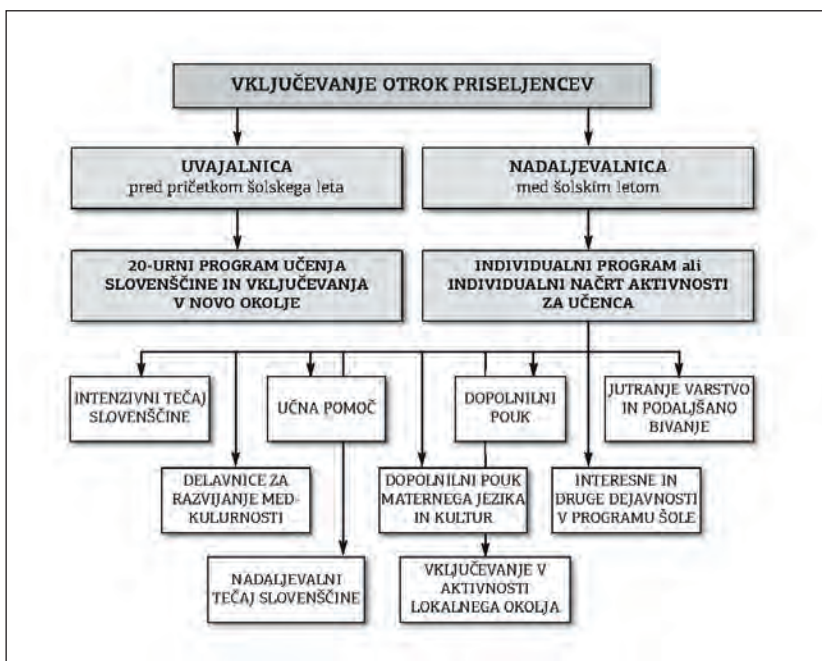 VKLJUČEVANJE OTROK PRISELJENCEV
UVAJALNICA
pred pričetkom šolskega leta
NADALJEVALNICA
med šolskim letom
20-URNI PROGRAM UČENJA
SLOVENŠČINE IN VKLJUČEVANJA
V NOVO OKOLJE
INDIVIDUALNI PROGRAM ali
INDIVIDUALNI NAČRT AKTIVNOSTI
ZA UČENCA
INTENZIVNI TEČAJ
SLOVENŠČINE
UČNA POMOČ
DOPOLNILNI
POUK
JUTRANJE VARSTVO
IN PODALJŠANO
BIVANJE
DELAVNICE ZA
RAZVIJANJE MED-
KULURNOSTI
DOPOLNILNI POUK
MATERNEGA JEZIKA
IN KULTUR
INTERESNE IN
DRUGE DEJAVNOSTI
V PROGRAMU ŠOLE
NADALJEVALNI
TEČAJ SLOVENŠČINE
VKLJUČEVANJE V
AKTIVNOSTI
LOKALNEGA OKOLJA